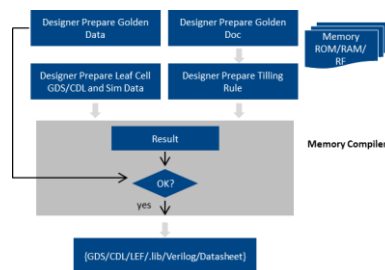 Designer Prepare Golden
Data
Designer Prepare Golden
Doc
Memory
ROM/RAM/
RF
Designer Prepare Leaf Cell
GDS/CDL and Sim Data
Designer Prepare Tilling
Rule
Result
Memory Compiler
OK?
yes
{GDS/CDL/LEF/.lib/Verilog/Datasheet}